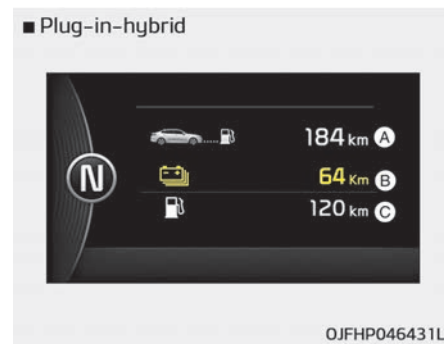 ■ Plug-in-hybrid
184 km A
N
64 Km B
120 km C
OJFHP046431L